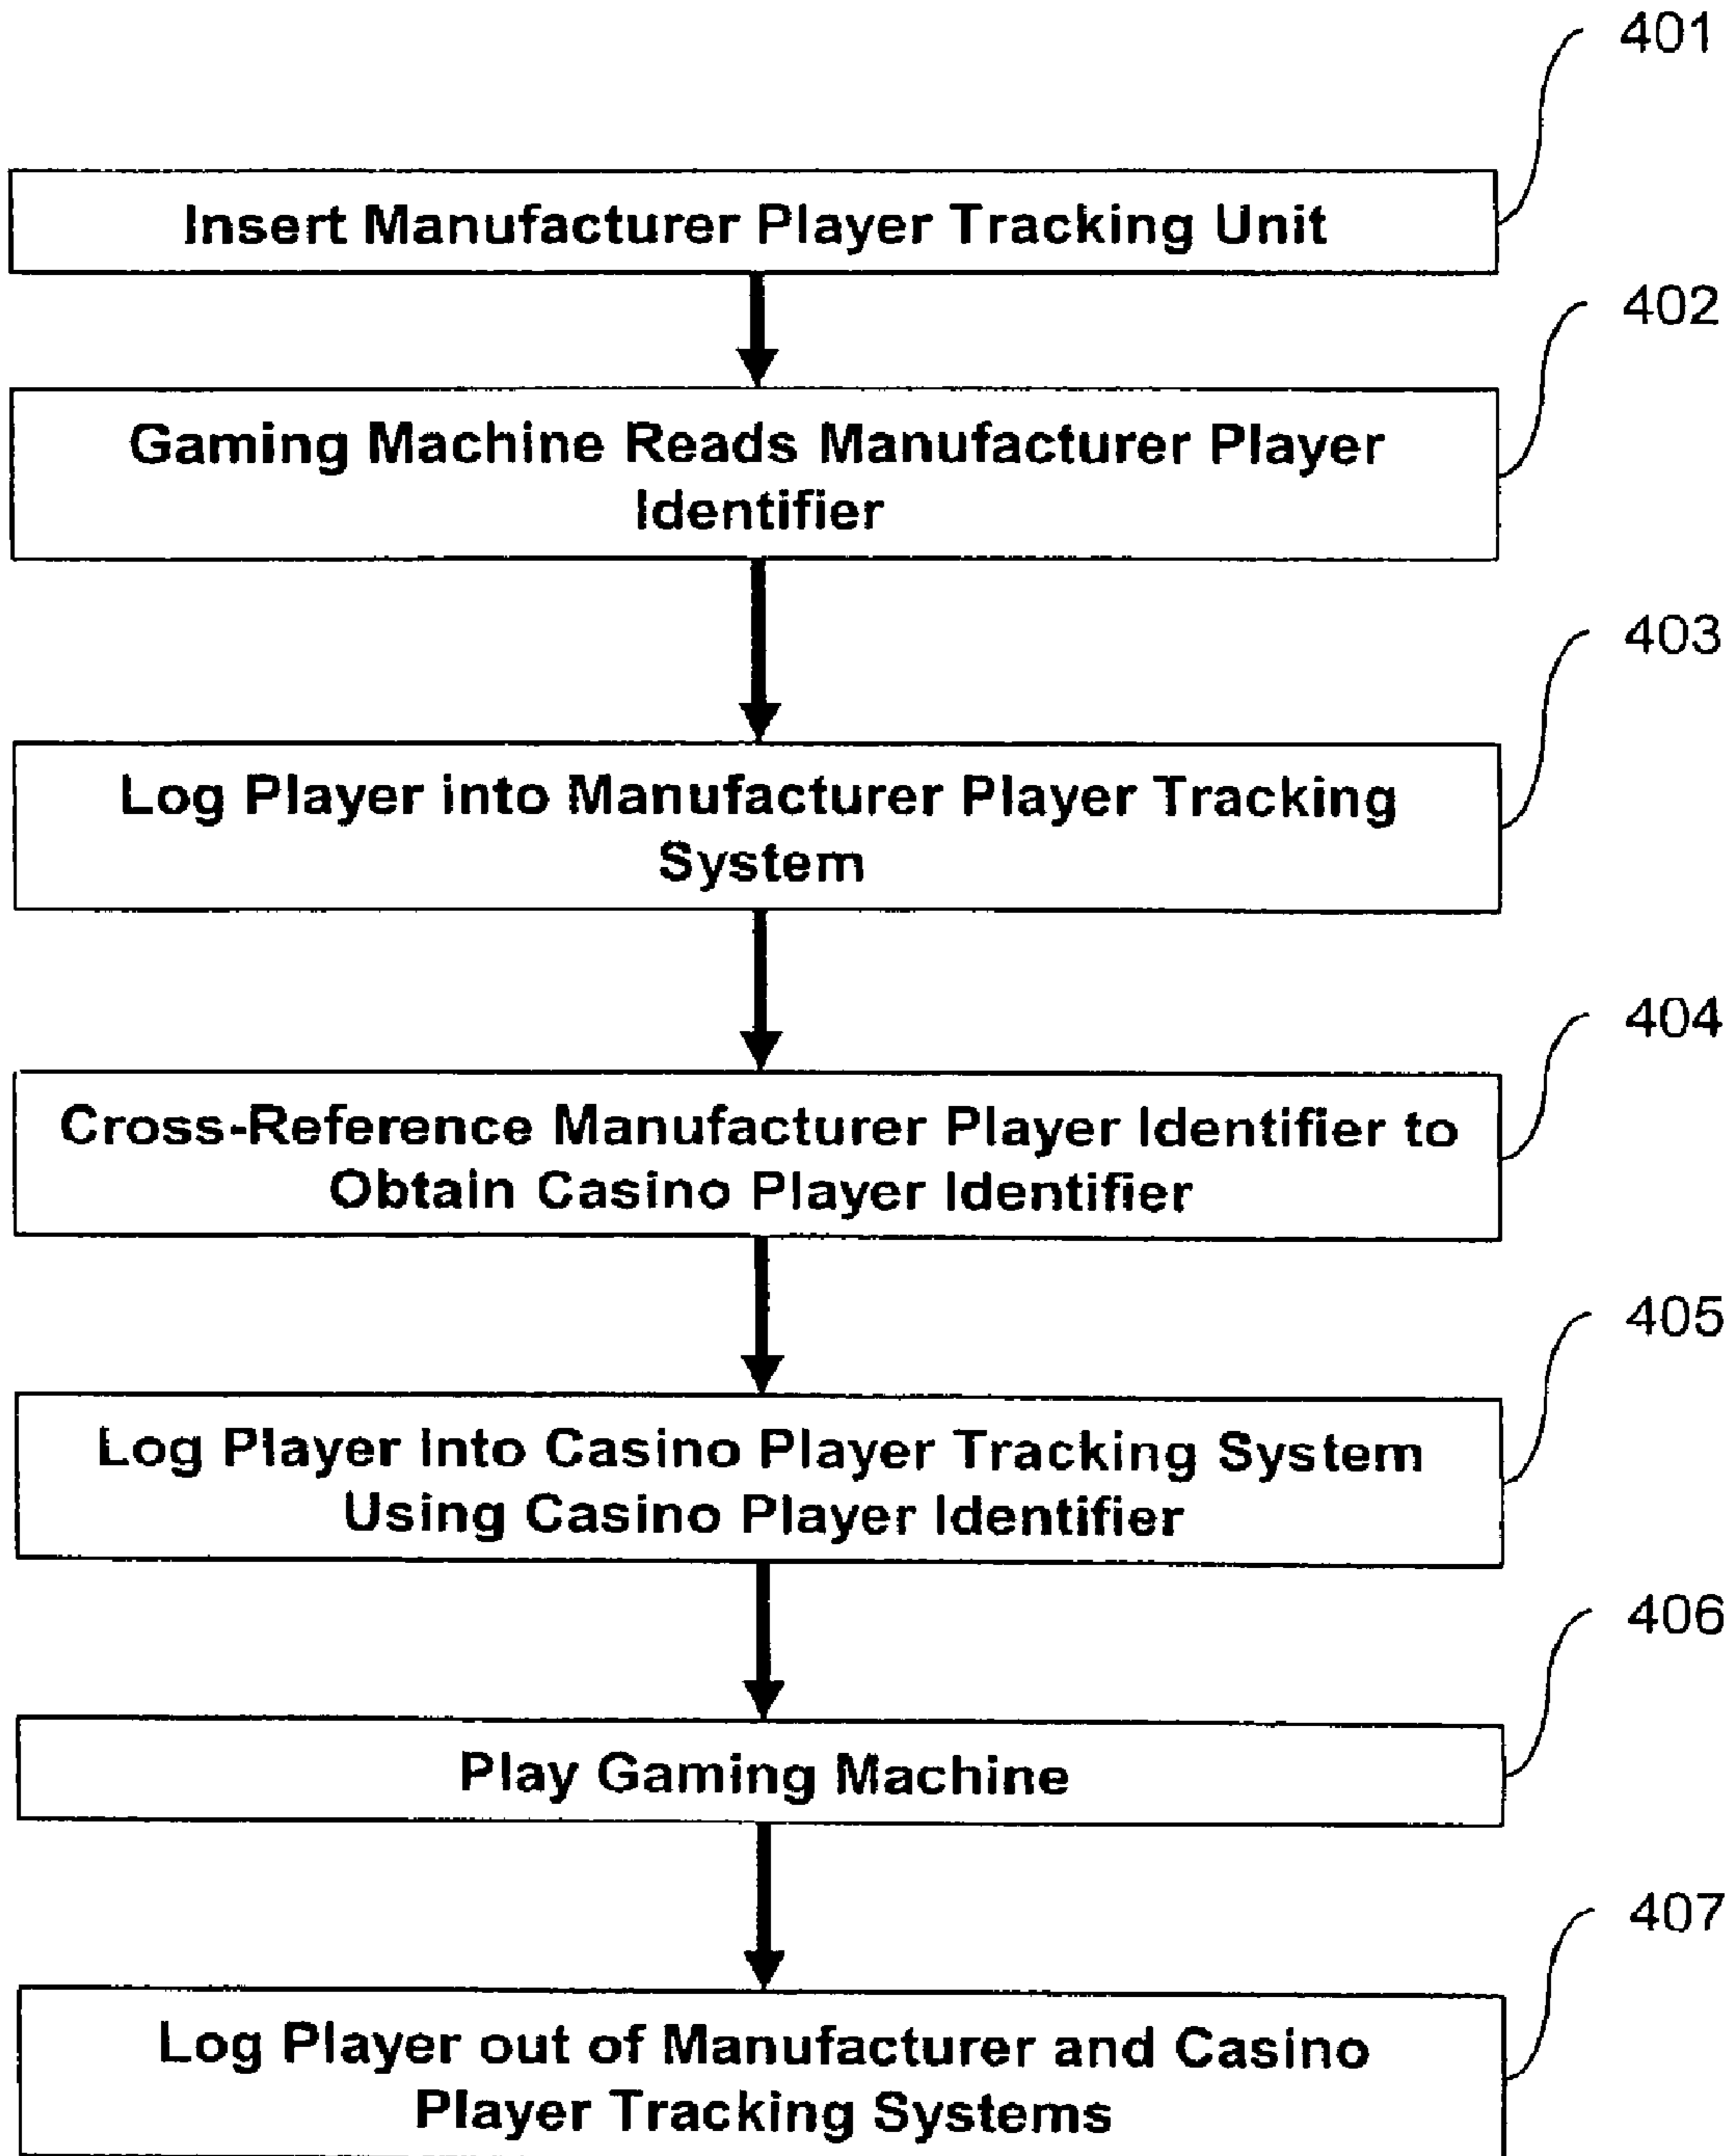 401
Insert Manufacturer Player Tracking Unit
402
Gaming Machine Reads Manufacturer Player
Identifier
403
Log Player into Manufacturer Player Tracking
System
404
Cross-Reference Manufacturer Player Identifier to
Obtain Casino Player Identifier
405
Log Player Into Casino Player Tracking System
Using Casino Player Identifier
406
Play Gaming Machine
407
Log Player out of Manufacturer and Casino
Player Tracking Systems